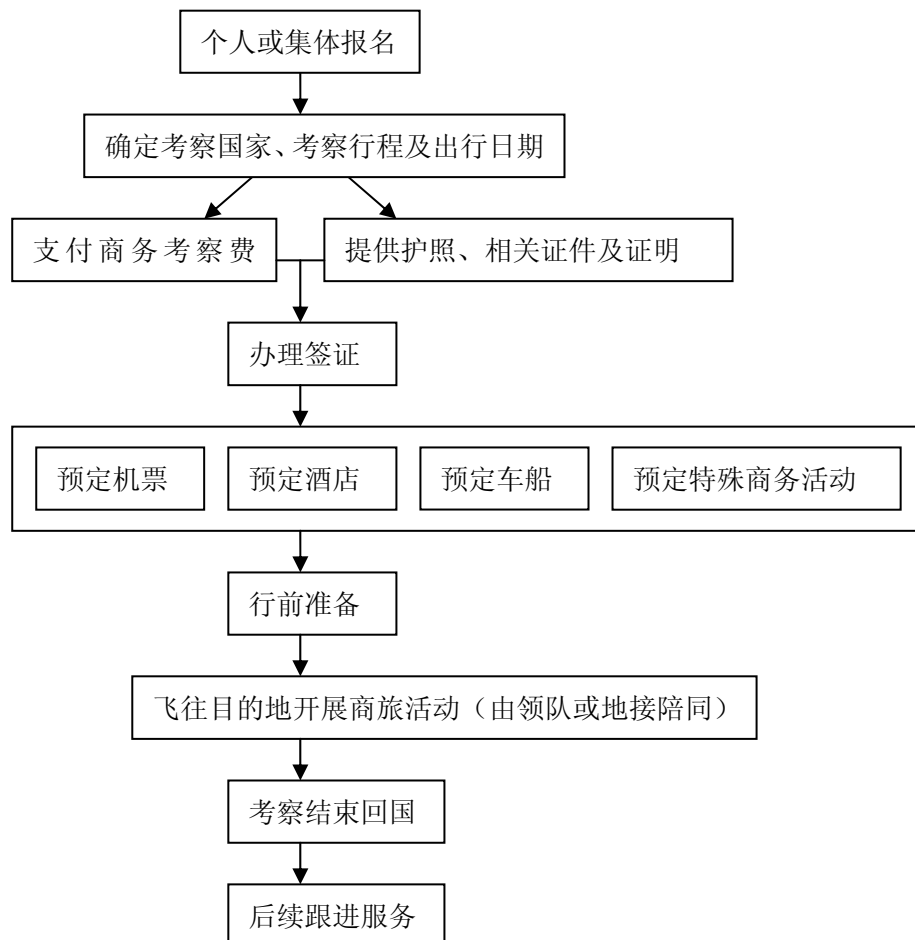 个人或集体报名
确定考察国家、考察行程及出行日期
支付商务考察费
提供护照、相关证件及证明
办理签证
预定机票
预定酒店
预定车船
预定特殊商务活动
行前准备
飞往目的地开展商旅活动（由领队或地接陪同）
考察结束回国
后续跟进服务